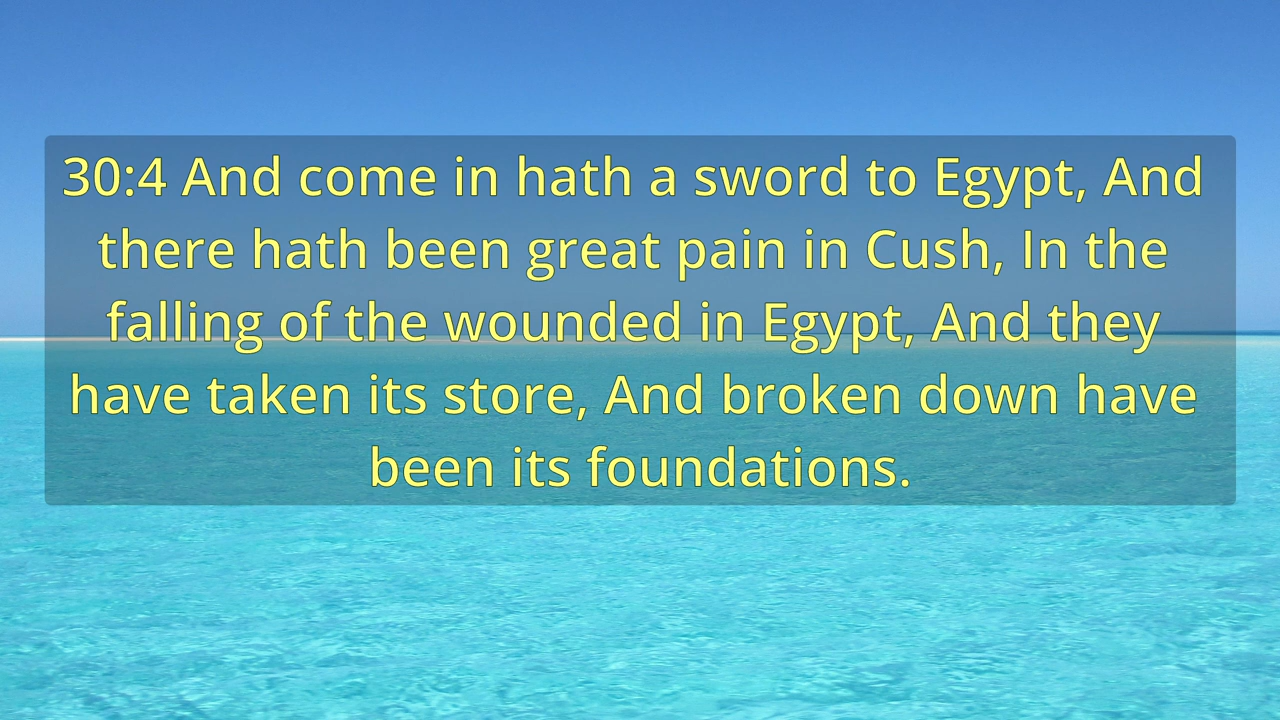 30:4 And come in hath a sword to Egypt, And
there hath been great pain in Cush, In the
falling of the wounded in Egypt, And they
have taken its store, And broken down have
been its foundations.